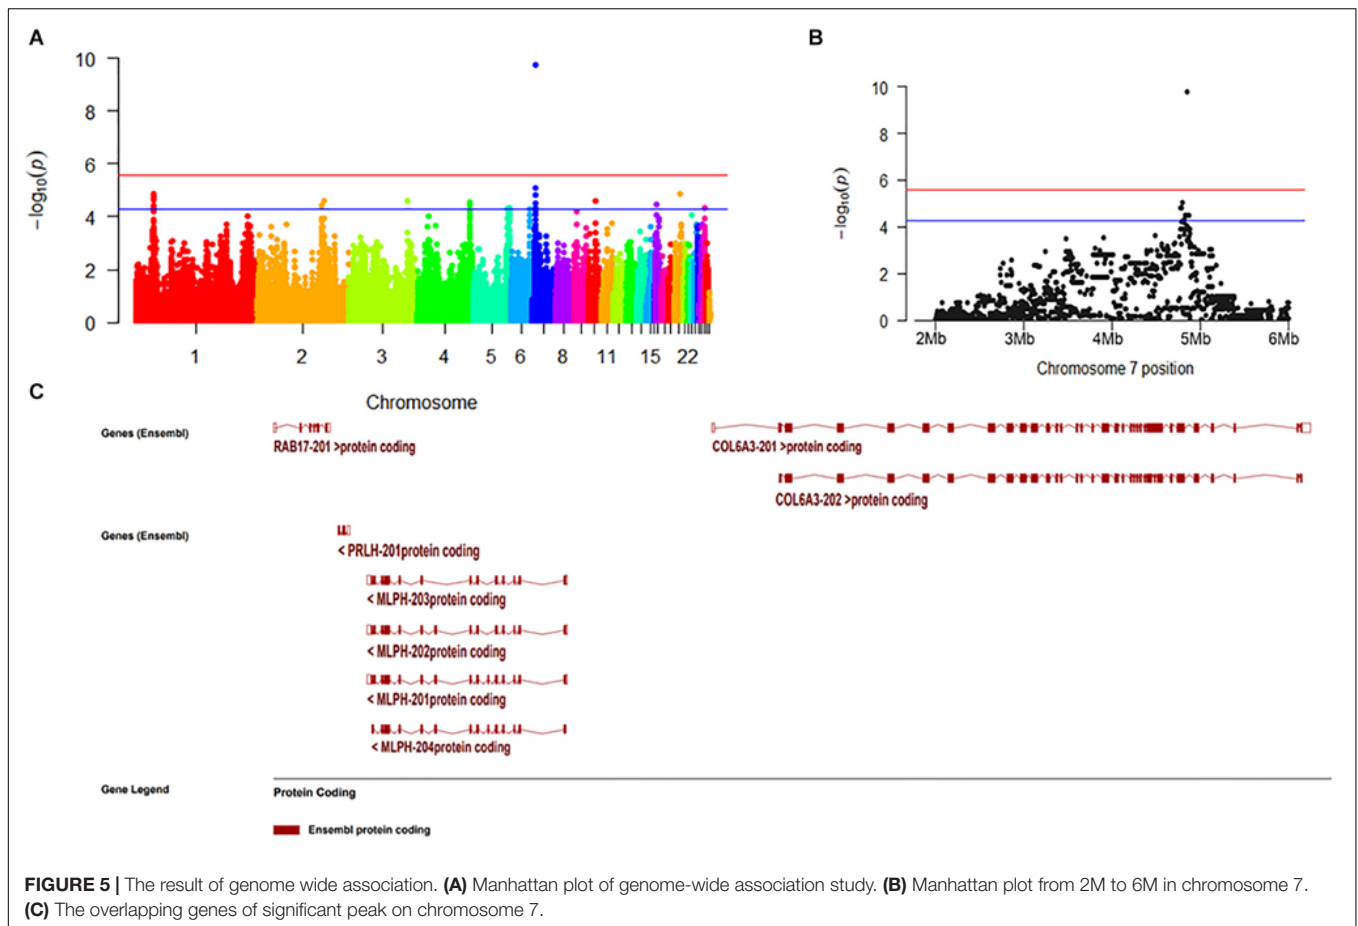 A
B
10
8
6
4
2
0
−log10(p)
1 2 3 4 5 6 8 11 15 22
Chromosome
10
8
6
4
2
0
−log10(p)
2Mb 3Mb 4Mb 5Mb 6Mb
Chromosome 7 position
C
Genes (Ensembl)
RAB17-201 >protein coding
COL6A3-201 >protein coding
COL6A3-202 >protein coding
Genes (Ensembl)
< PRLH-201protein coding
< MLPH-203protein coding
< MLPH-202protein coding
< MLPH-201protein coding
< MLPH-204protein coding
Gene Legend
Protein Coding
Ensembl protein coding
FIGURE 5 | The result of genome wide association. (A) Manhattan plot of genome-wide association study. (B) Manhattan plot from 2M to 6M in chromosome 7.
(C) The overlapping genes of significant peak on chromosome 7.